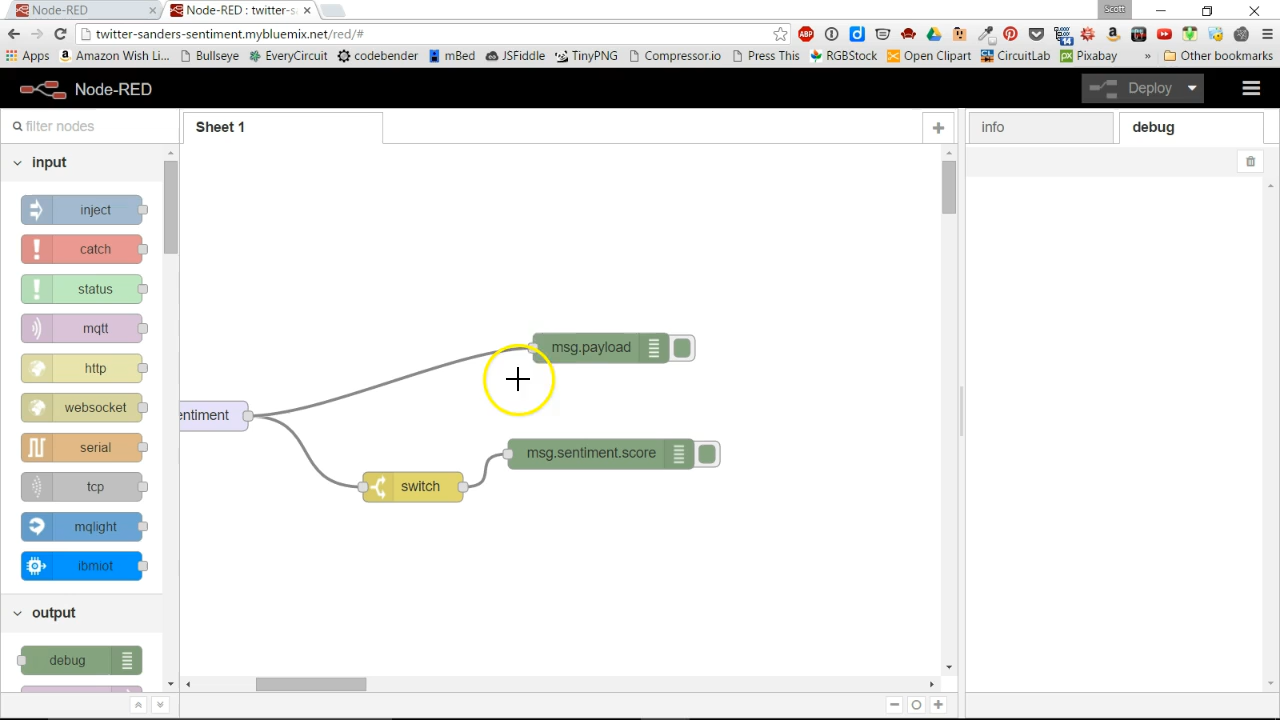 Scott
Node-RED
Node-RED : twitter-s
twitter-sanders-sentiment.mybluemix.net/red/#
Apps Amazon Wish Li... Bullseye EveryCircuit codebender mBed JSFiddle TinyPNG Compressor.io Press This RGBStock Open Clipart CircuitLab Pixabay » Other bookmarks
Node-RED
Deploy
filter nodes
Sheet 1
info
debug
input
inject
catch
status
mqtt
http
websocket
serial
tcp
mqlight
ibmiot
output
debug
msg.payload
entiment
msg.sentiment.score
switch